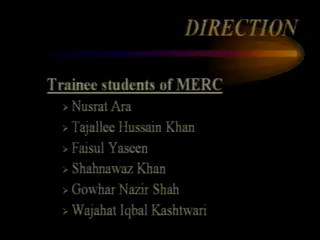 DIRECTION
Trainee students of MERC
Nusrat Ara
Tajallee Hussain Khan
Faisul Yaseen
Shahnawaz Khan
Gowhar Nazir Shah
Wajahat Iqbal Kashtwari